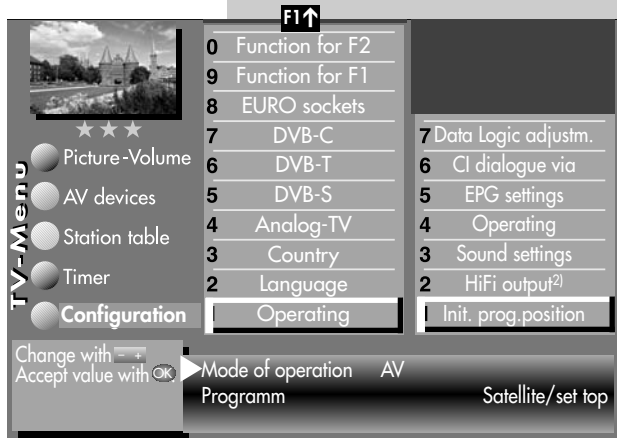 F1↑
0 Function for F2
9 Function for F1
8 EURO sockets
7 DVB-C
6 DVB-T
5 DVB-S
4 Analog-TV
3 Country
2 Language
1 Operating
7 Data Logic adjustm.
6 CI dialogue via
5 EPG settings
4 Operating
3 Sound settings
2 HiFi output2)
1 Init. prog.position
TV-Menu
Picture-Volume
AV devices
Station table
Timer
Configuration
Change with - +
Accept value with OK
Mode of operation AV
Programm Satellite/set top